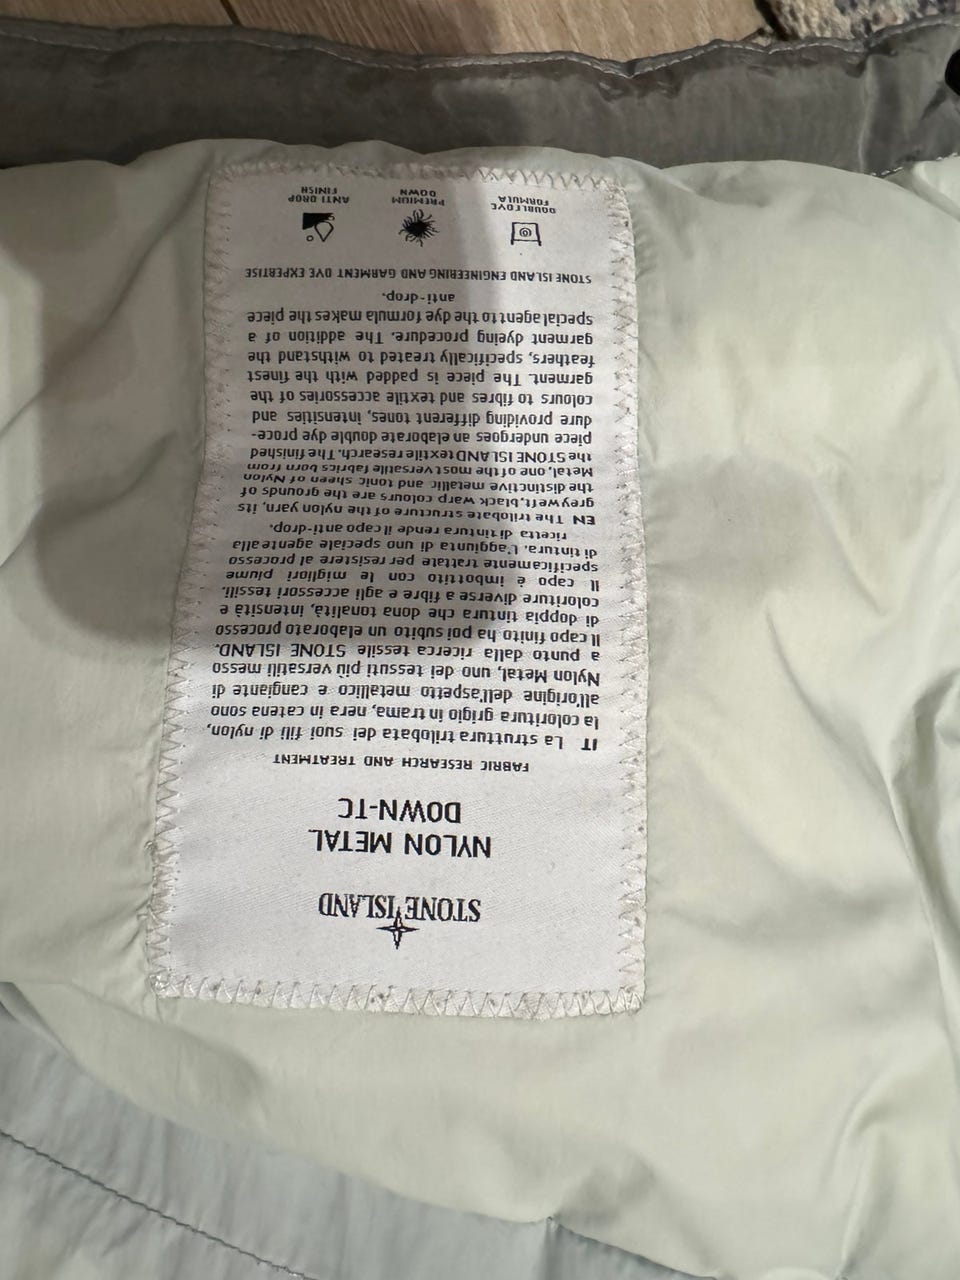 STONE ISLAND
NYLON METAL
DOWN-TC
FABRIC RESEARCH AND TREATMENT
IT La struttura trilobata dei suoi fili di nylon,
la coloritura grigio in trama, nera in catena sono
all'origine dell'aspetto metallico e cangiante di
Nylon Metal, uno dei tessuti più versatili messo
a punto dalla ricerca tessile STONE ISLAND.
Il capo finito ha poi subito un elaborato processo
di doppia tintura che dona tonalità, intensità e
coloriture diverse a fibre e agli accessori tessili.
Il capo è imbottito con le migliori piume
specificamente trattate per resistere al processo
di tintura. L'aggiunta di uno speciale agente alla
ricetta di tintura rende il capo anti-drop.
EN The trilobate structure of the nylon yarn, its
grey weft, black warp colours are the grounds of
the distinctive metallic and tonic sheen of Nylon
Metal, one of the most versatile fabrics born from
the STONE ISLAND textile research. The finished
piece undergoes an elaborate double dye proce-
dure providing different tones, intensities and
colours to fibres and textile accessories of the
garment. The piece is padded with the finest
feathers, specifically treated to withstand the
garment dyeing procedure. The addition of a
special agent to the dye formula makes the piece
anti-drop.
STONE ISLAND ENGINEERING AND GARMENT DYE EXPERTISE
DOUBLE DYE
FORMULA
PREMIUM
DOWN
ANTI DROP
FINISH